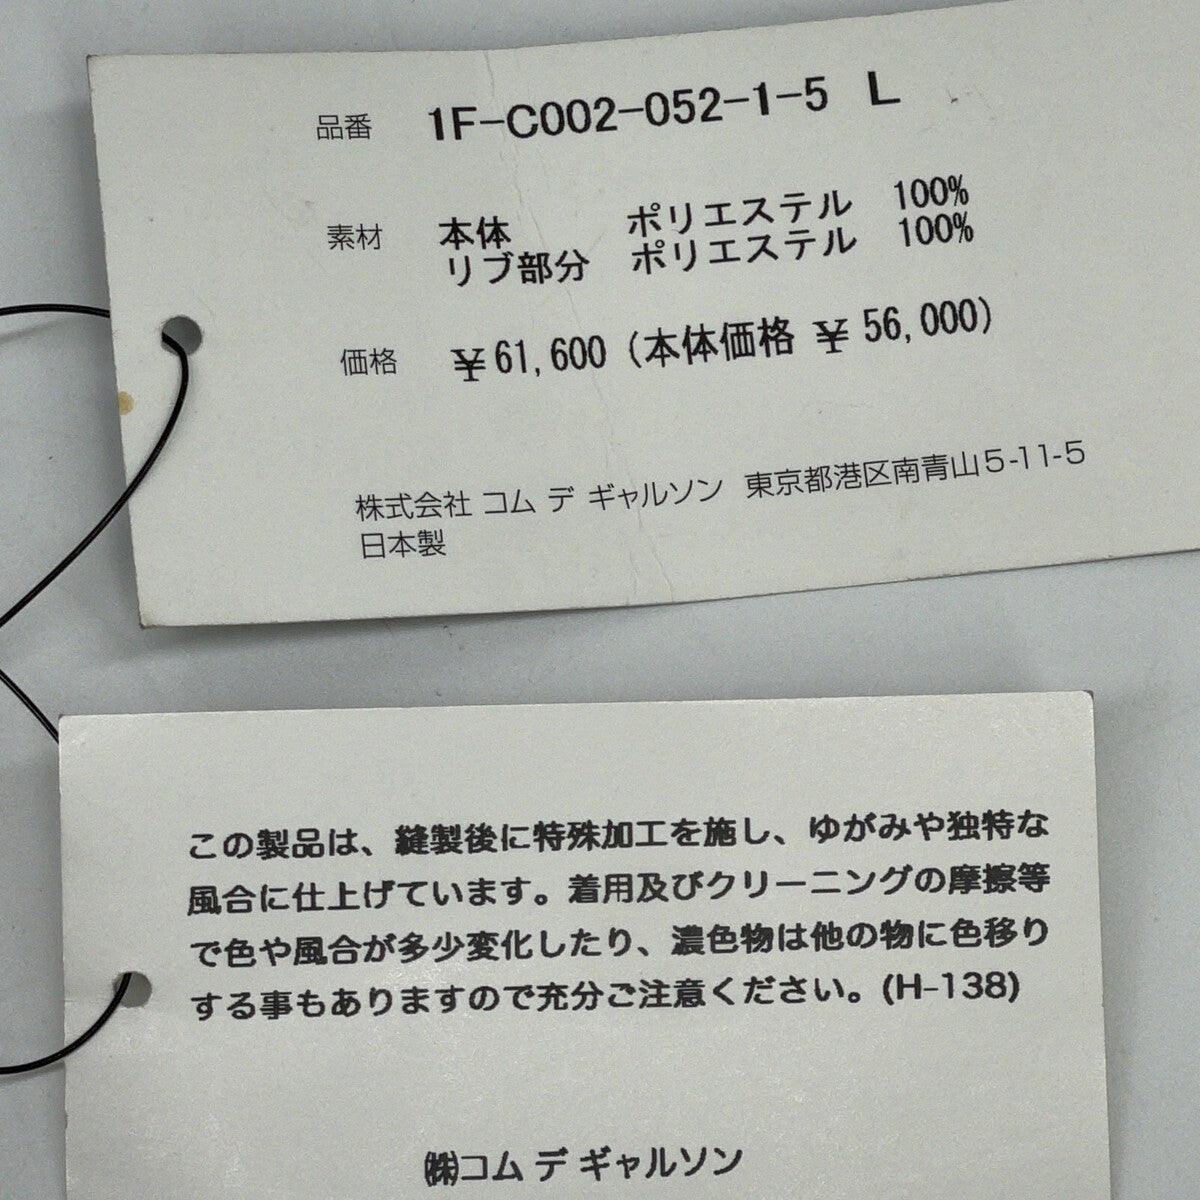 品番 1F-C002-052-1-5 L
素材 本体 ポリエステル 100%
リブ部分 ポリエステル 100%
価格 ¥61,600 (本体価格 ¥56,000)
株式会社 コム デ ギャルソン 東京都港区南青山5-11-5
日本製
この製品は、縫製後に特殊加工を施し、ゆがみや独特な
風合に仕上げています。着用及びクリーニングの摩擦等
で色や風合が多少変化したり、濃色物は他の物に色移り
する事もありますので充分ご注意ください。(H-138)
㈱コム デ ギャルソン